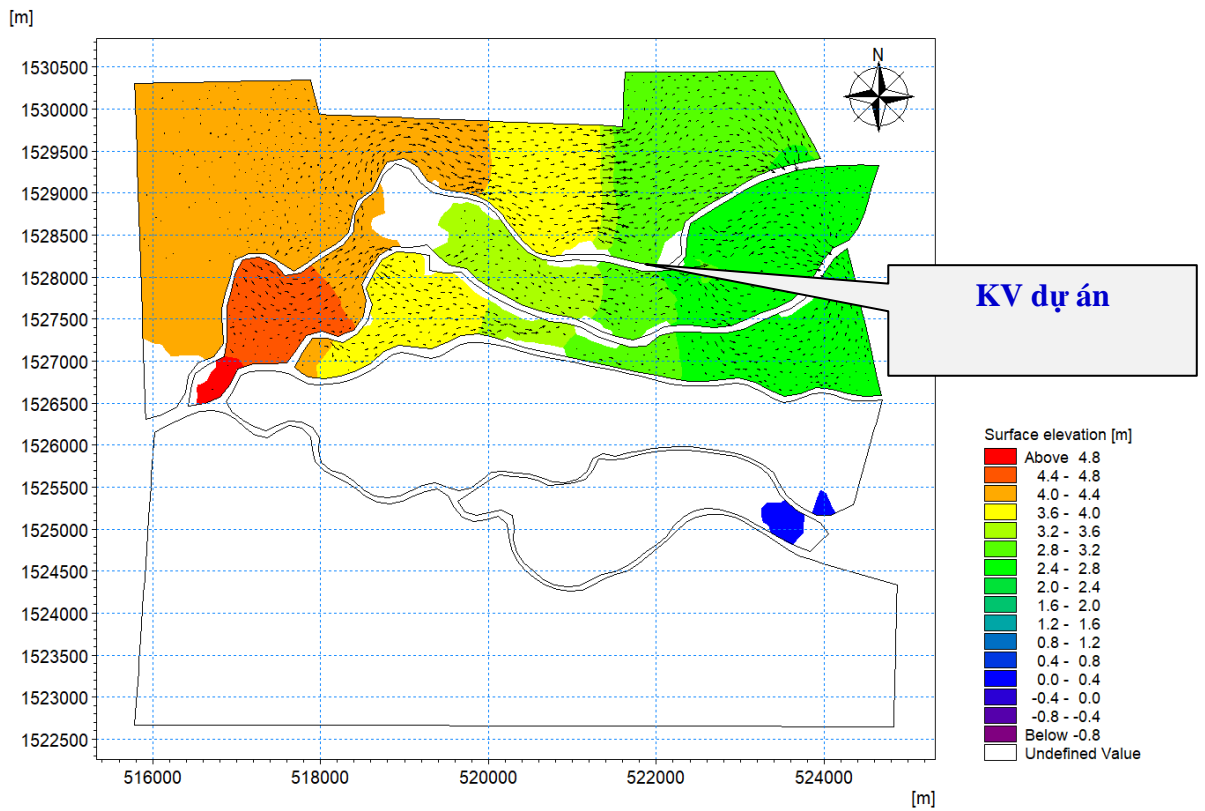 [m]
N
1530500
1530000
1529500
1529000
1528500
1528000
1527500
1527000
1526500
1526000
1525500
1525000
1524500
1524000
1523500
1523000
1522500
KV dự án
Surface elevation [m]
Above 4.8
4.4 - 4.8
4.0 - 4.4
3.6 - 4.0
3.2 - 3.6
2.8 - 3.2
2.4 - 2.8
2.0 - 2.4
1.6 - 2.0
1.2 - 1.6
0.8 - 1.2
0.4 - 0.8
0.0 - 0.4
-0.4 - 0.0
-0.8 - -0.4
Below -0.8
Undefined Value
516000 518000 520000 522000 524000
[m]